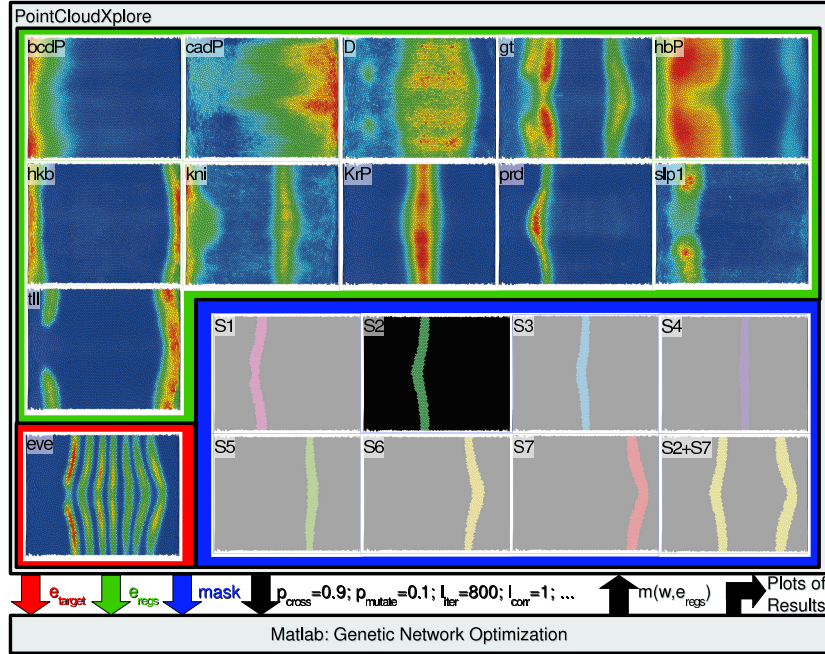 PointCloudXplore
bcdP cadP D gt hbP
hkb kni KrP prd slp1
tll
S1 S2 S3 S4
S5 S6 S7 S2+S7
eve
e_target e_regs mask p_cross=0.9; p_mutate=0.1; I_iter=800; I_corr=1; ... m(w,e_regs) Plots of
Results
Matlab: Genetic Network Optimization